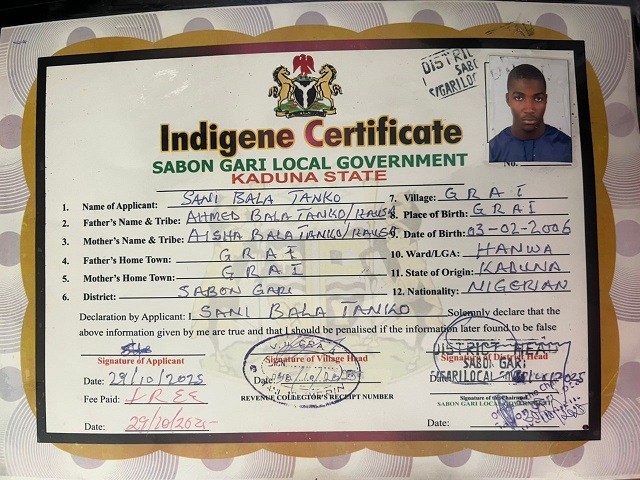 DISTRI
SABO
S/GARI LOC
Indigene Certificate
SABON GARI LOCAL GOVERNMENT
KADUNA STATE
No.
1. Name of Applicant: SANI BALA TANKO
2. Father's Name & Tribe: AHMED BALA TANKO/HAUSA
3. Mother's Name & Tribe: AISHA BALA TANKO/HAUSA
4. Father's Home Town: GRAI
5. Mother's Home Town: GRAI
6. District: SABON GARI
7. Village: GRAI
8. Place of Birth: GRAI
9. Date of Birth: 03-02-2006
10. Ward/LGA: HANWA
11. State of Origin: KADUNA
12. Nationality: NIGERIAN
Declaration by Applicant: I SANI BALA TANKO Solemnly declare that the
above information given by me are true and that I should be penalised if the information later found to be false
Signature of Applicant
Date: 29/10/2025
Fee Paid: FREE
Date: 29/10/2025
Signature of Village Head
Date:
REVENUE COLLECTOR'S RECEIPT NUMBER
DISTRICT HEAD
Signature of District Head
SABON GARI
S/GARI LOCAL
Date: 2025
Signature of the Chairman
SABON GARI LOCAL GOVERNMENT
Date: